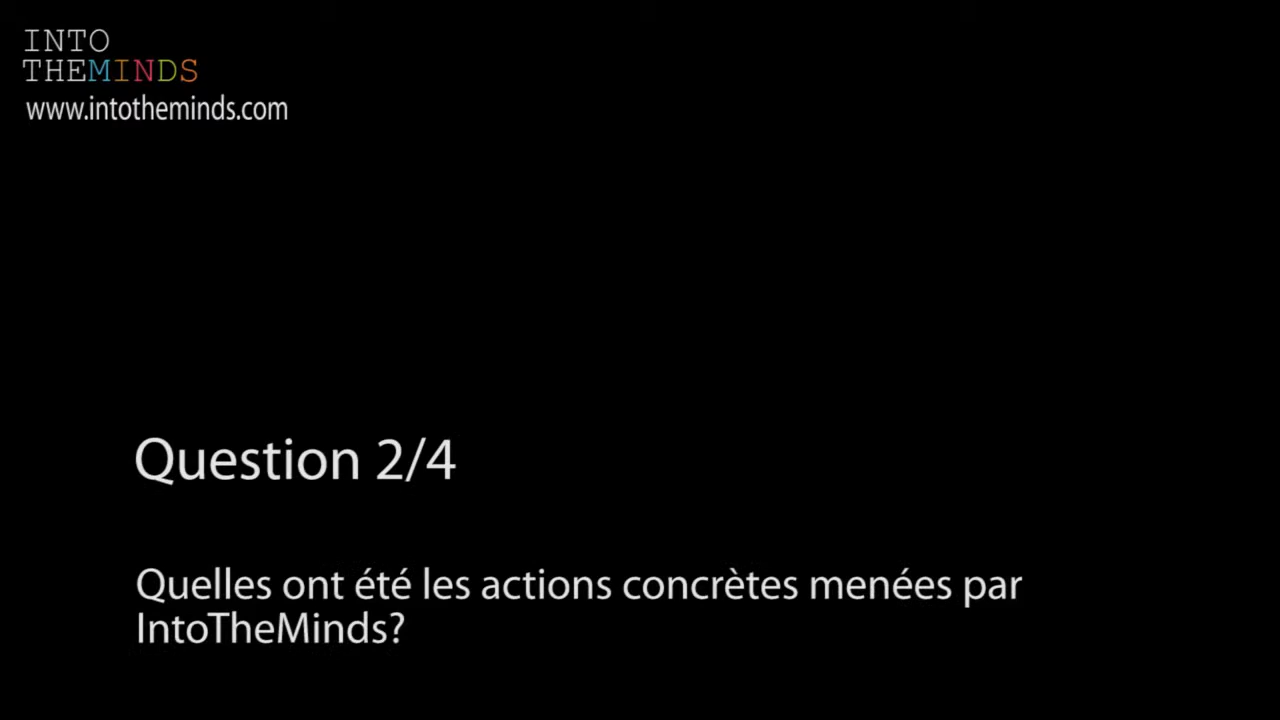 INTO
THEMINDS
www.intotheminds.com
Question 2/4
Quelles ont été les actions concrètes menées par
IntoTheMinds?